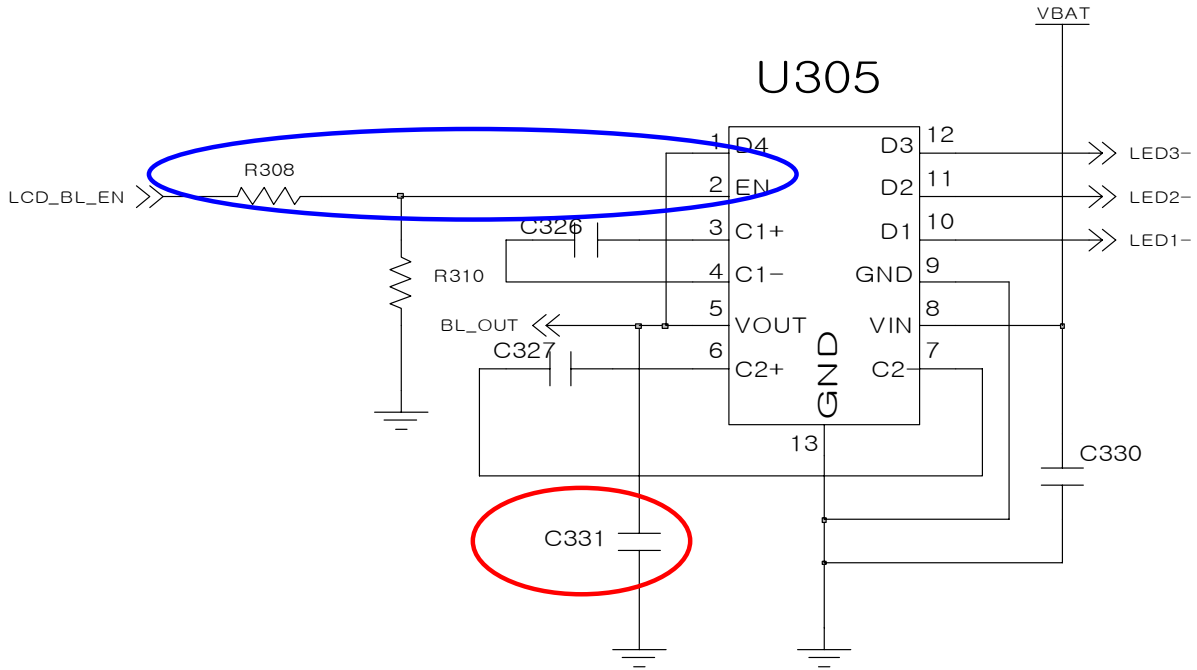 VBAT
U305
1 D4 D3 12 LED3-
R308
LCD_BL_EN 2 EN D2 11 LED2-
C326 3 C1+ D1 10 LED1-
R310 4 C1- GND 9
BL_OUT 5 VOUT VIN 8
C327 6 C2+ C2- 7
GND
13
C330
C331